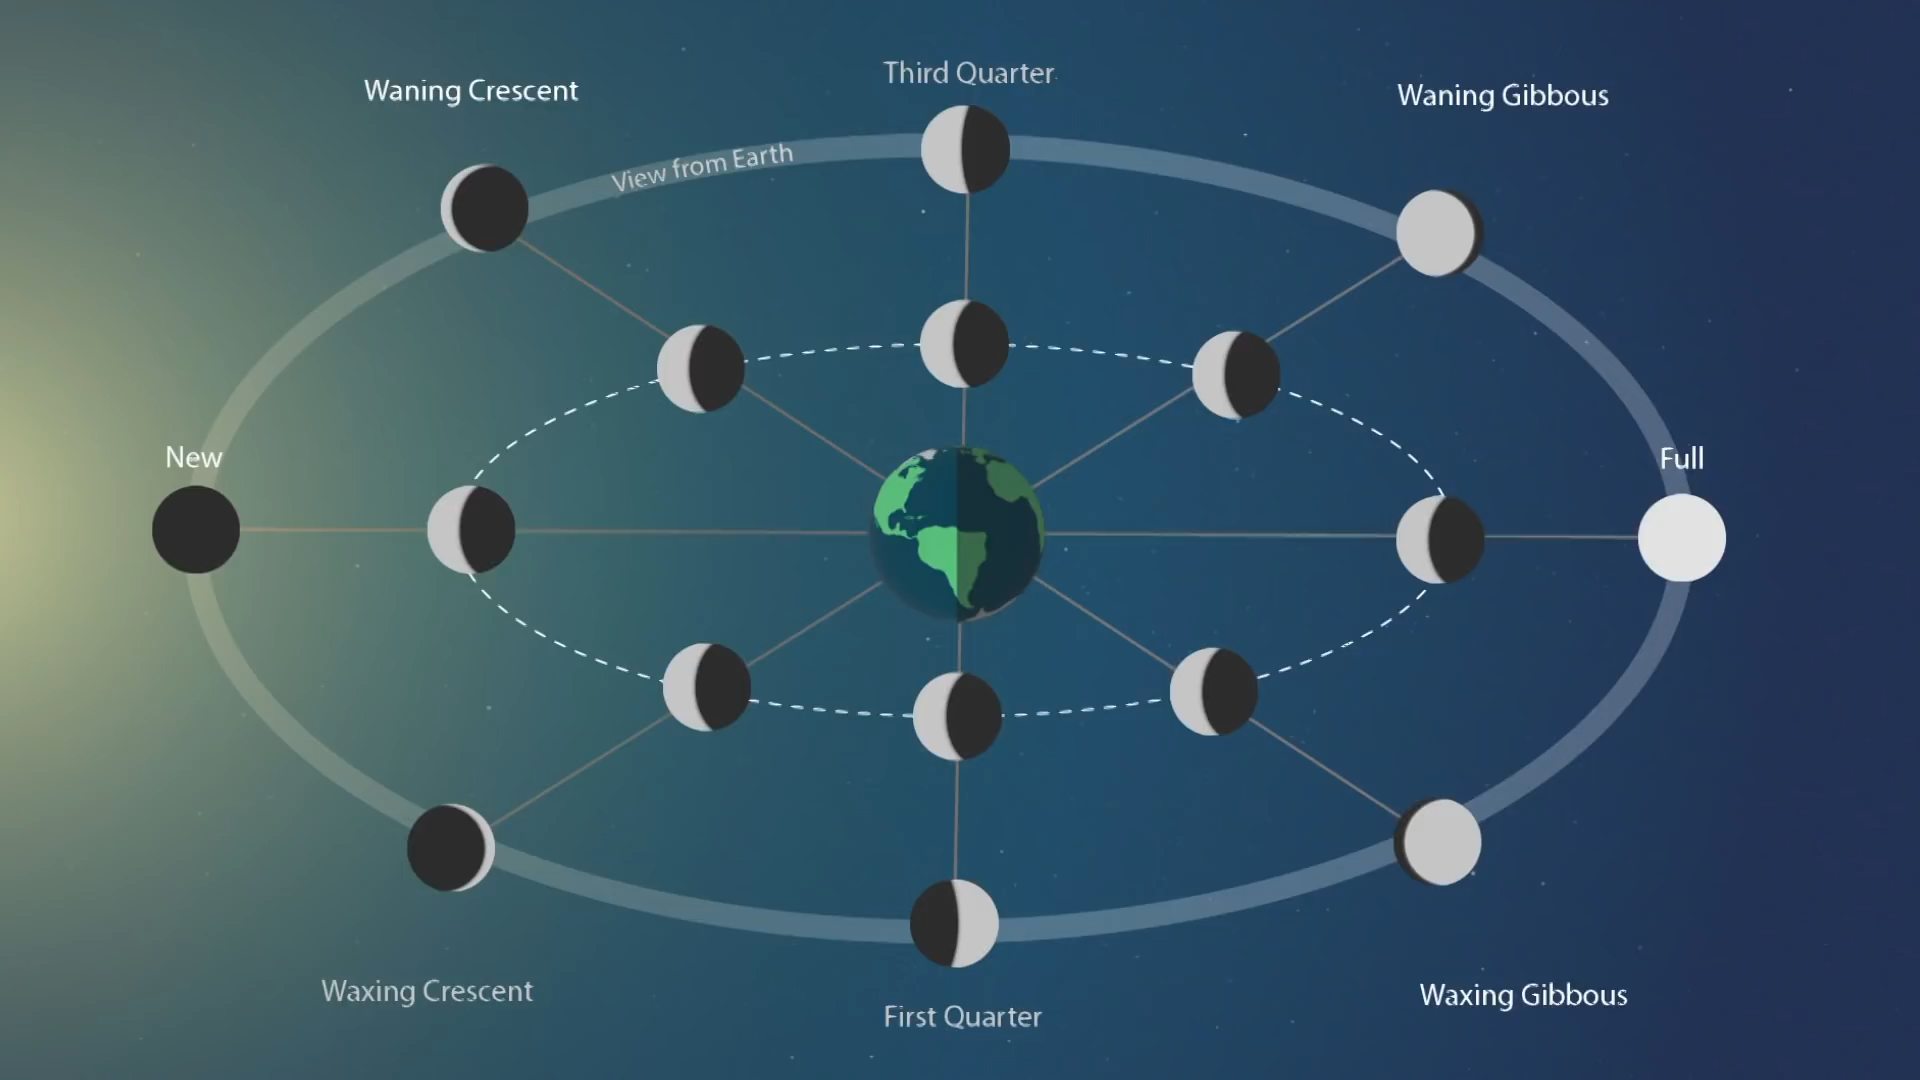 Third Quarter
Waning Crescent
Waning Gibbous
View from Earth
New
Full
Waxing Crescent
Waxing Gibbous
First Quarter